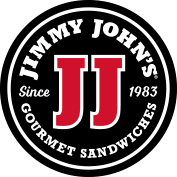 JIMMY JOHN'S®
Since JJ 1983
GOURMET SANDWICHES